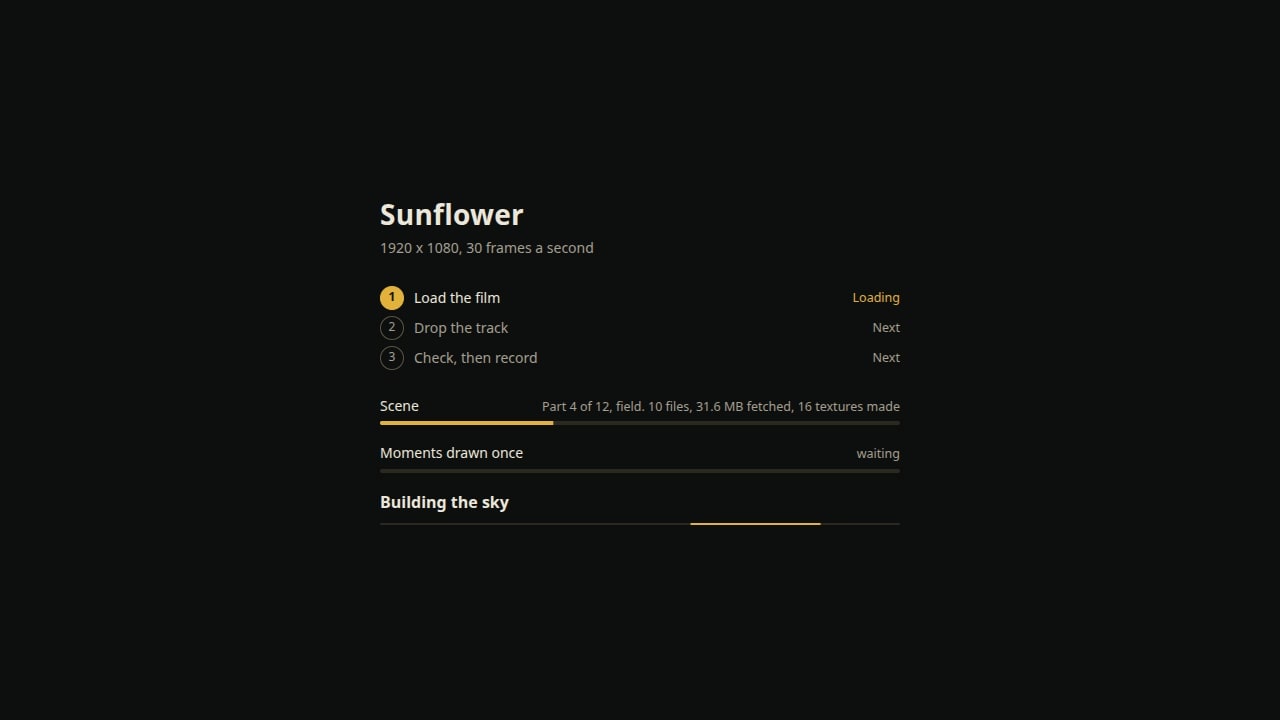 Sunflower
1920 x 1080, 30 frames a second
1 Load the film Loading
2 Drop the track Next
3 Check, then record Next
Scene Part 4 of 12, field. 10 files, 31.6 MB fetched, 16 textures made
Moments drawn once waiting
Building the sky